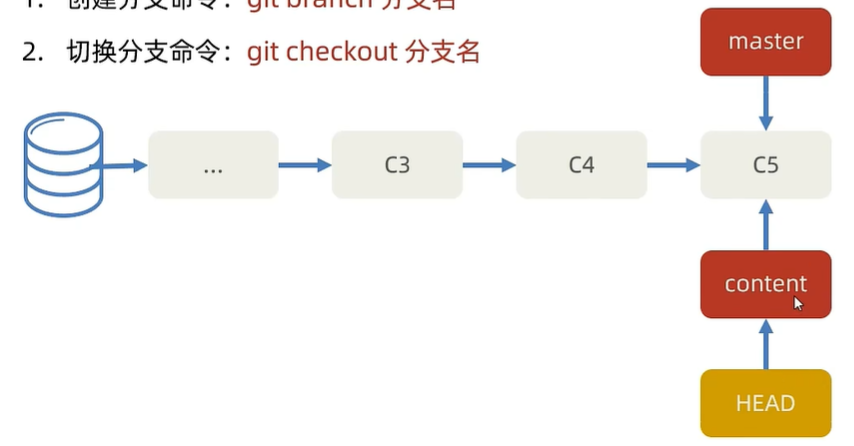 1. 创建分支命令：git branch 分支名
2. 切换分支命令：git checkout 分支名
master
... C3 C4 C5
content
HEAD